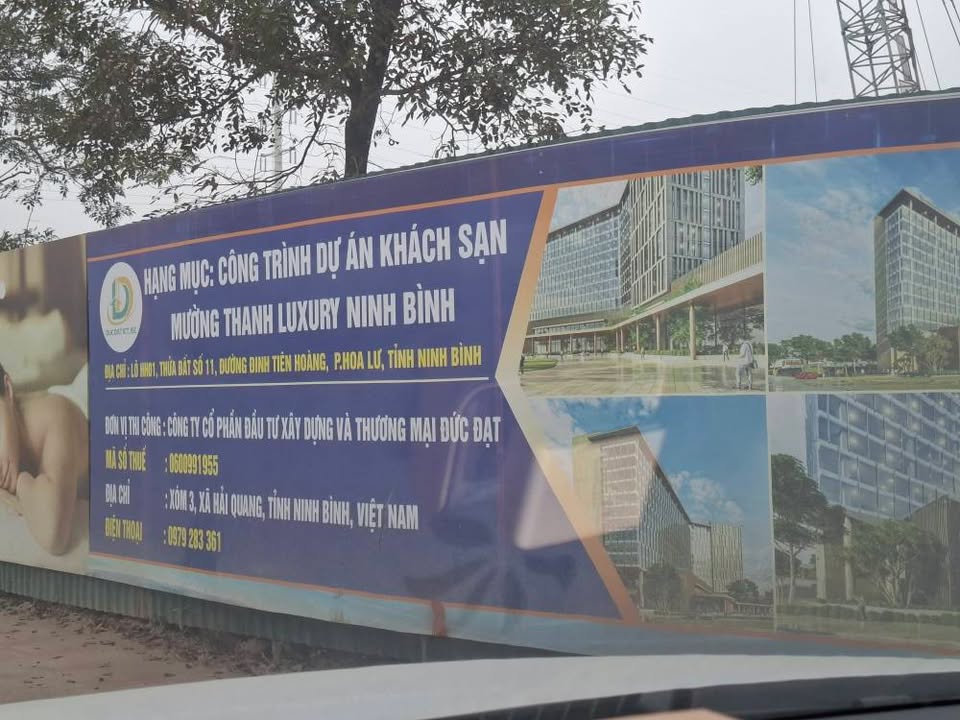 HẠNG MỤC: CÔNG TRÌNH DỰ ÁN KHÁCH SẠN
MƯỜNG THANH LUXURY NINH BÌNH
ĐỊA CHỈ : LÔ HH01, THỬA ĐẤT SỐ 11, ĐƯỜNG ĐINH TIÊN HOÀNG, P.HOA LƯ, TỈNH NINH BÌNH
ĐƠN VỊ THI CÔNG : CÔNG TY CỔ PHẦN ĐẦU TƯ XÂY DỰNG VÀ THƯƠNG MẠI ĐỨC ĐẠT
MÃ SỐ THUẾ : 0600991955
ĐỊA CHỈ : XÓM 3, XÃ HẢI QUANG, TỈNH NINH BÌNH, VIỆT NAM
ĐIỆN THOẠI : 0979 283 361